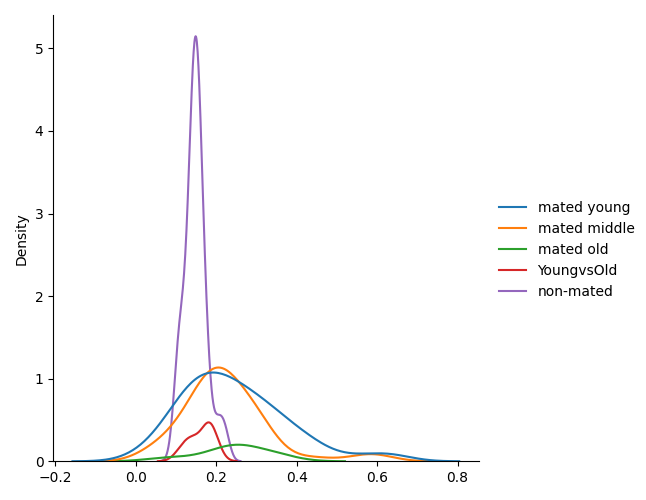 5
4
3
2
1
0
Density
−0.2 0.0 0.2 0.4 0.6 0.8
mated young
mated middle
mated old
YoungvsOld
non-mated